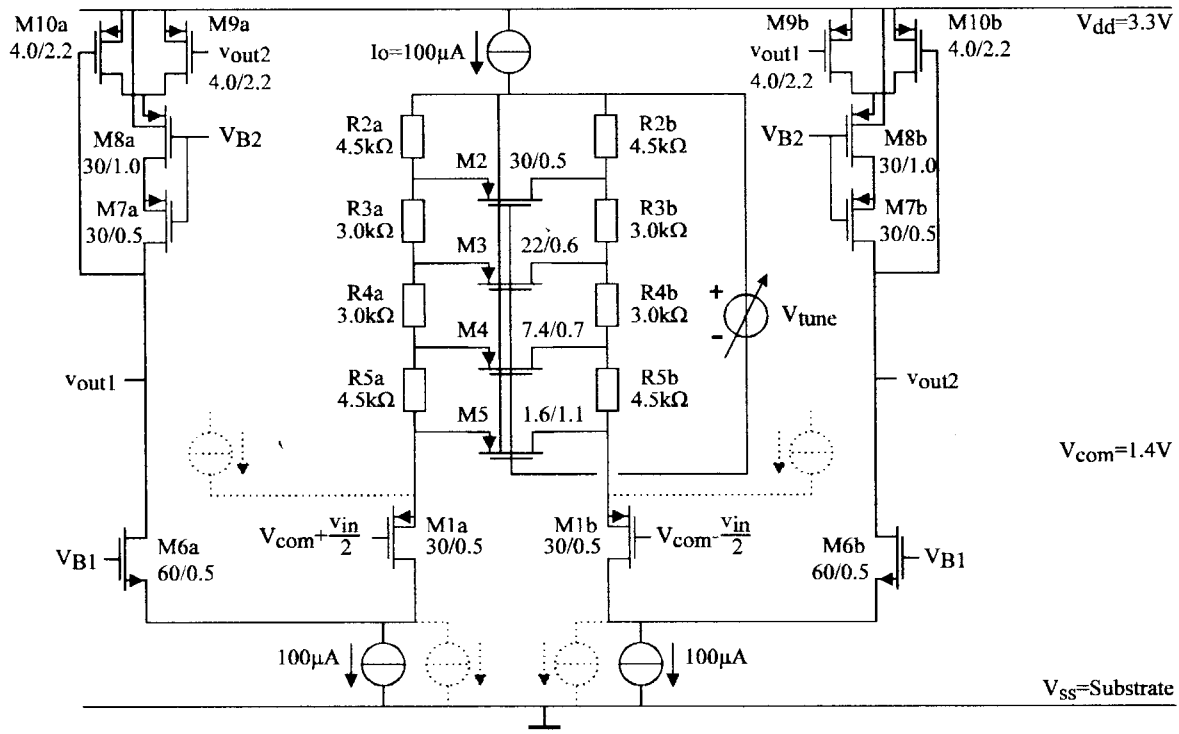 M10a
4.0/2.2
M9a
vout2
4.0/2.2
Io=100µA
M9b
vout1
4.0/2.2
M10b
4.0/2.2
Vdd=3.3V
M8a
30/1.0
VB2
M7a
30/0.5
R2a
4.5kΩ
M2
30/0.5
R2b
4.5kΩ
VB2
M8b
30/1.0
M7b
30/0.5
R3a
3.0kΩ
M3
22/0.6
R3b
3.0kΩ
R4a
3.0kΩ
M4
7.4/0.7
R4b
3.0kΩ
+
-
Vtune
vout1
R5a
4.5kΩ
M5
1.6/1.1
R5b
4.5kΩ
vout2
Vcom=1.4V
VB1
M6a
60/0.5
Vcom+vin/2
M1a
30/0.5
M1b
30/0.5
Vcom-vin/2
M6b
60/0.5
VB1
100µA
100µA
Vss=Substrate